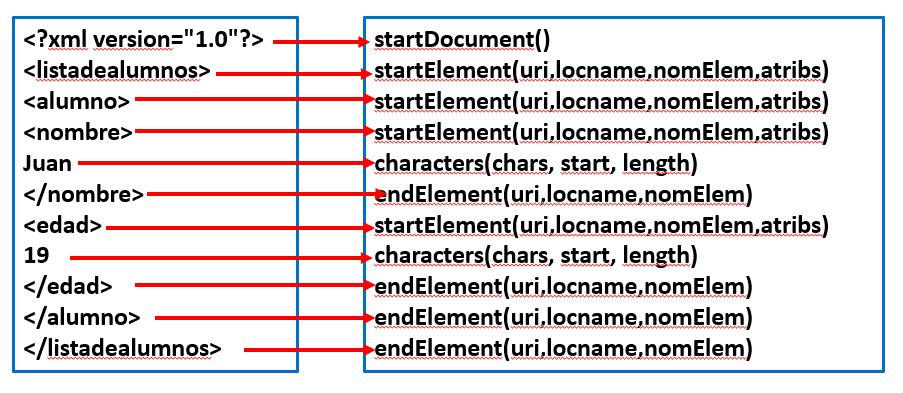 <?xml version="1.0"?> startDocument()
<listadealumnos> startElement(uri,locname,nomElem,atribs)
<alumno> startElement(uri,locname,nomElem,atribs)
<nombre> startElement(uri,locname,nomElem,atribs)
Juan characters(chars, start, length)
</nombre> endElement(uri,locname,nomElem)
<edad> startElement(uri,locname,nomElem,atribs)
19 characters(chars, start, length)
</edad> endElement(uri,locname,nomElem)
</alumno> endElement(uri,locname,nomElem)
</listadealumnos> endElement(uri,locname,nomElem)